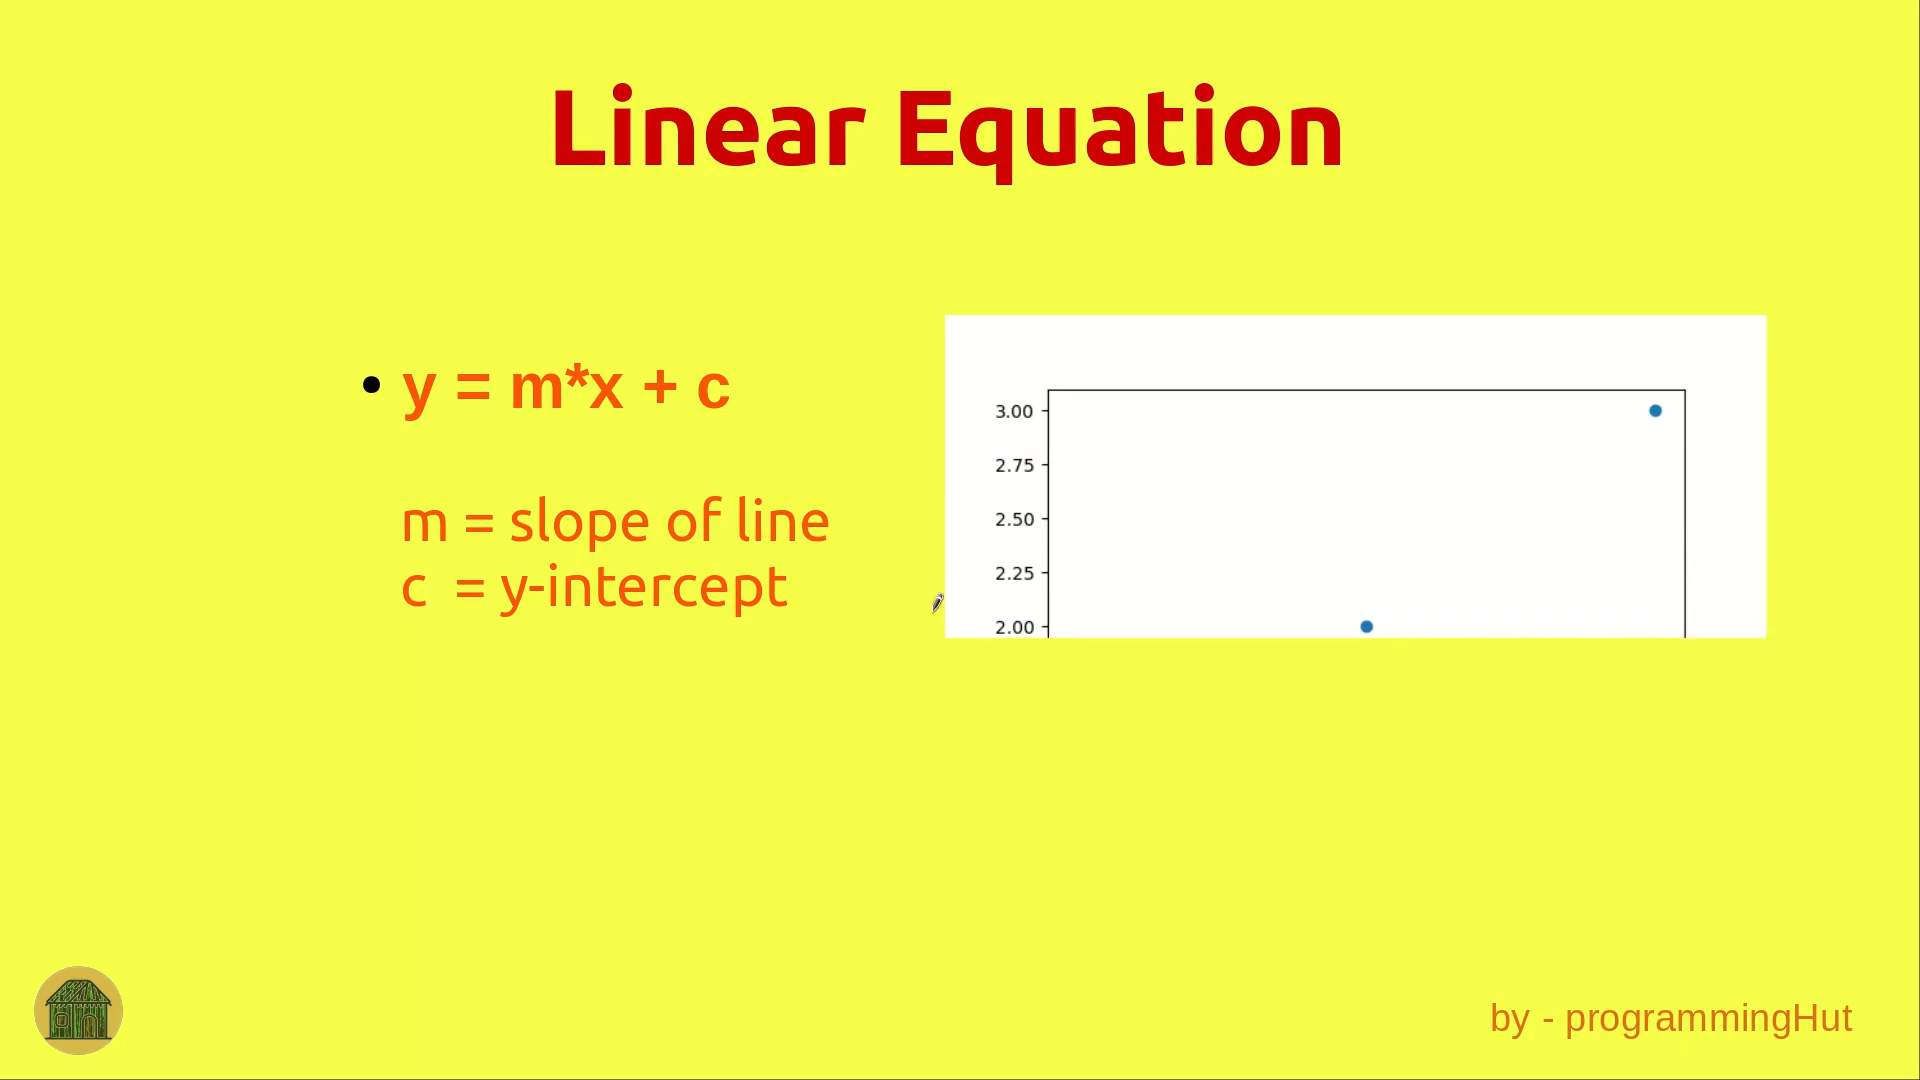 Linear Equation
• y = m*x + c
m = slope of line
c = y-intercept
3.00
2.75
2.50
2.25
2.00
by - programmingHut